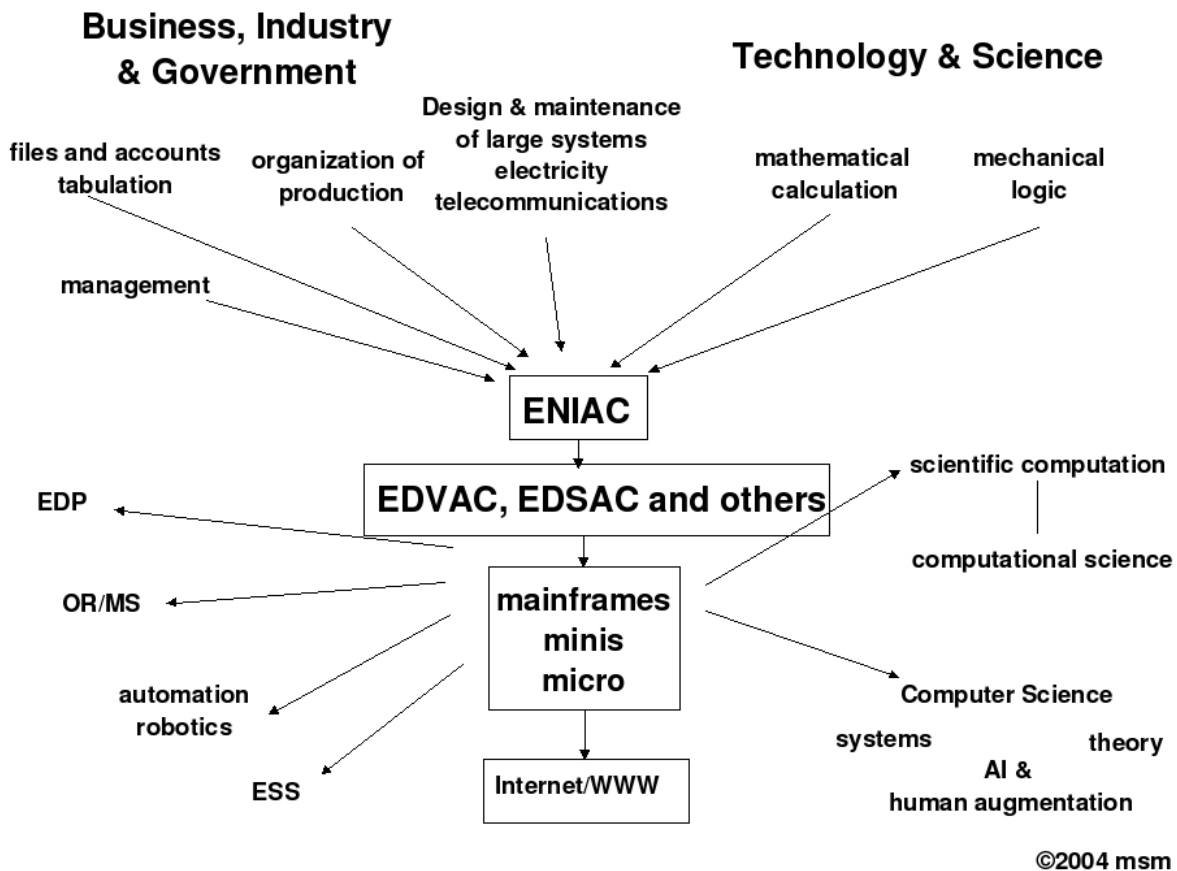 Business, Industry
& Government
Technology & Science
Design & maintenance
of large systems
electricity
telecommunications
files and accounts
tabulation
organization of
production
mathematical
calculation
mechanical
logic
management
ENIAC
EDVAC, EDSAC and others
scientific computation
computational science
EDP
OR/MS
mainframes
minis
micro
automation
robotics
ESS
Internet/WWW
Computer Science
systems
theory
AI &
human augmentation
©2004 msm